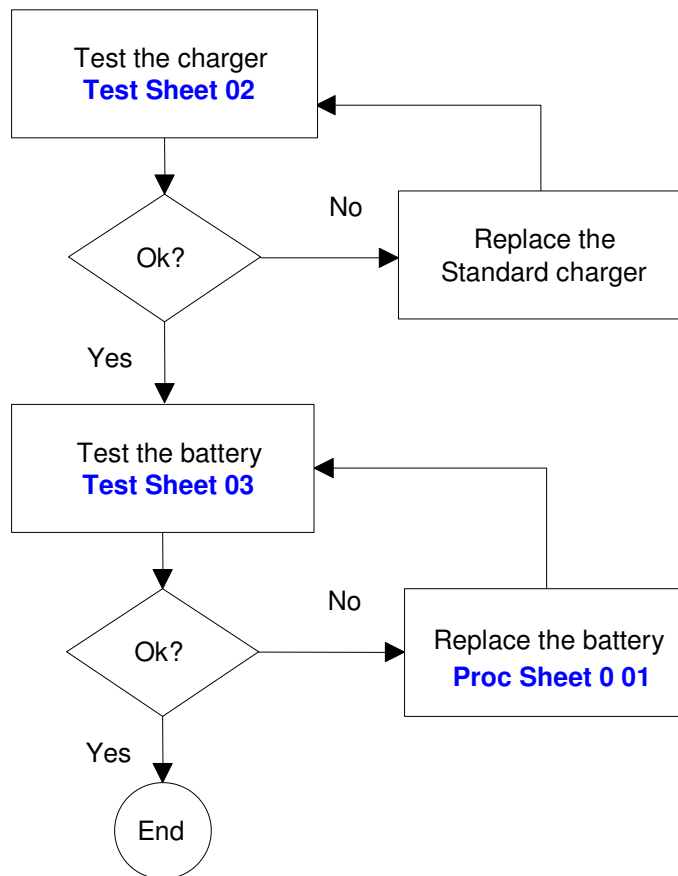 Test the charger
Test Sheet 02
No
Ok?
Replace the
Standard charger
Yes
Test the battery
Test Sheet 03
No
Ok?
Replace the battery
Proc Sheet 0 01
Yes
End